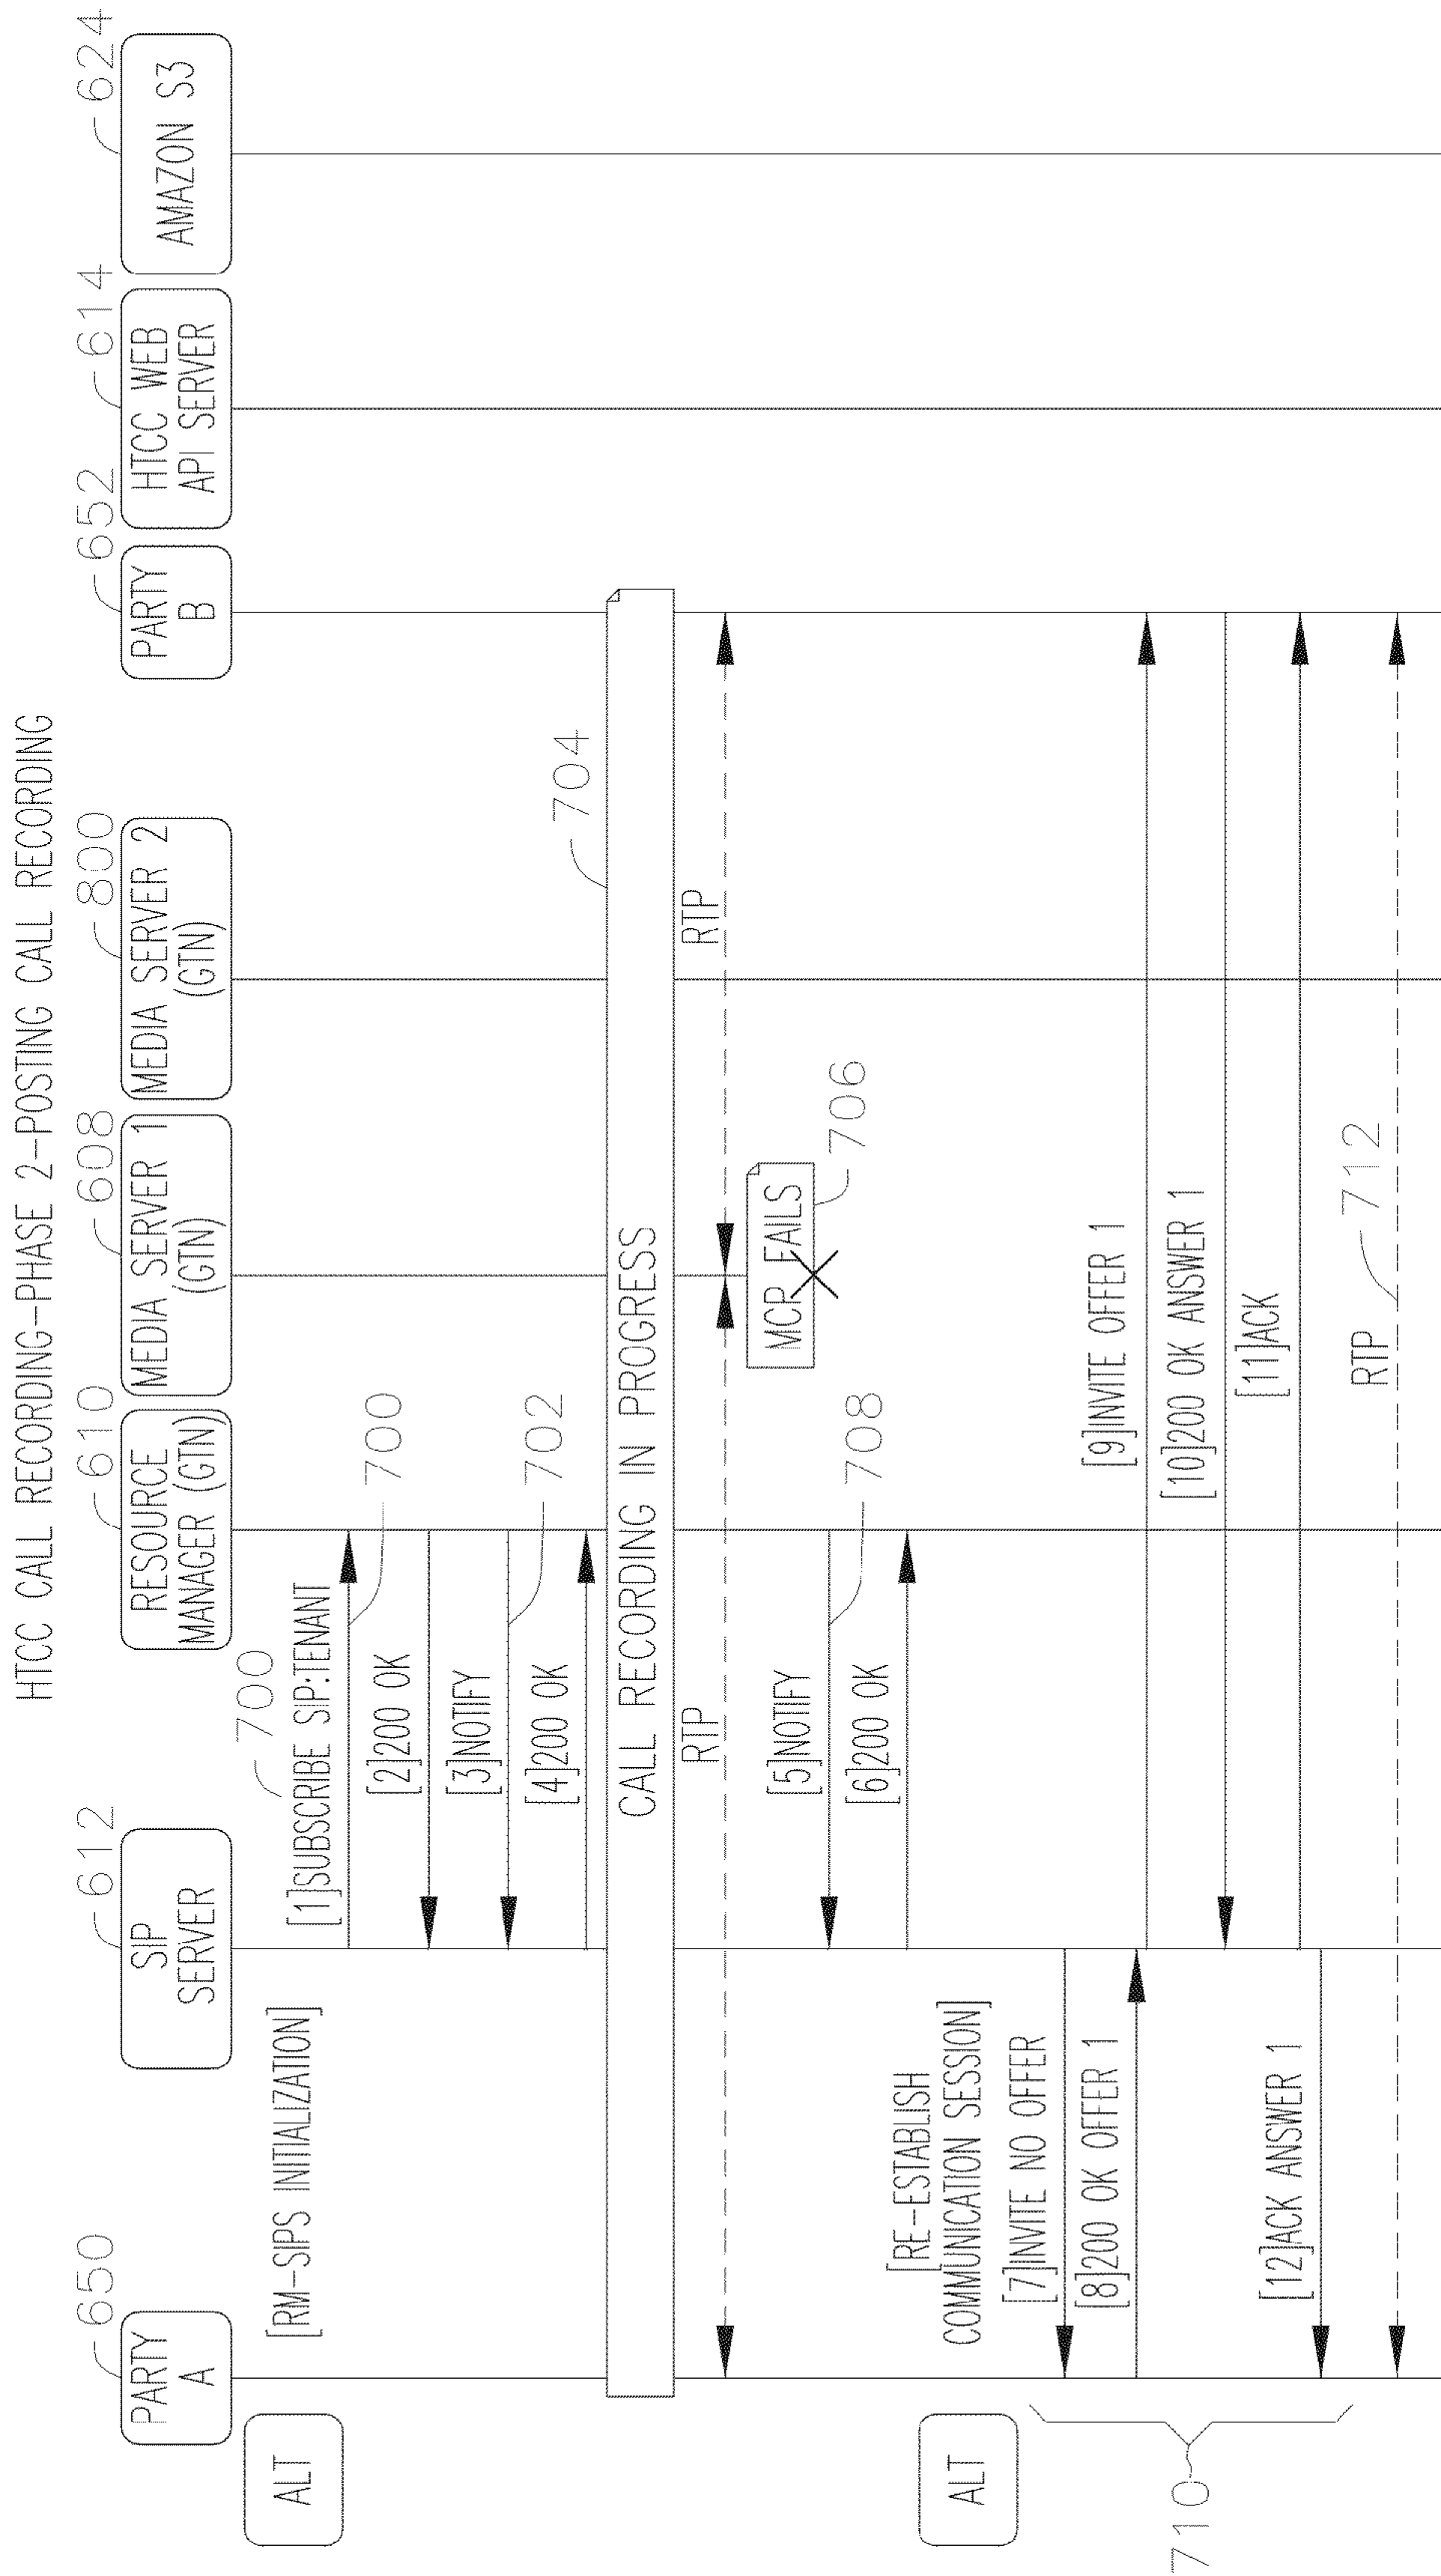 HTCC CALL RECORDING-PHASE 2-POSTING CALL RECORDING
650
612
610
608
800
652
614
624
PARTY
A
SIP
SERVER
RESOURCE
MANAGER (GTN)
MEDIA SERVER 1
(GTN)
MEDIA SERVER 2
(GTN)
PARTY
B
HTCC WEB
API SERVER
AMAZON S3
ALT
[RM-SIPS INITIALIZATION]
700
[1]SUBSCRIBE SIP:TENANT
700
[2]200 OK
[3]NOTIFY
702
[4]200 OK
704
CALL RECORDING IN PROGRESS
RTP
RTP
MCP FAILS
706
[5]NOTIFY
708
[6]200 OK
ALT
[RE-ESTABLISH
COMMUNICATION SESSION]
[7]INVITE NO OFFER
[8]200 OK OFFER 1
[9]INVITE OFFER 1
[10]200 OK ANSWER 1
[11]ACK
[12]ACK ANSWER 1
710
RTP
712